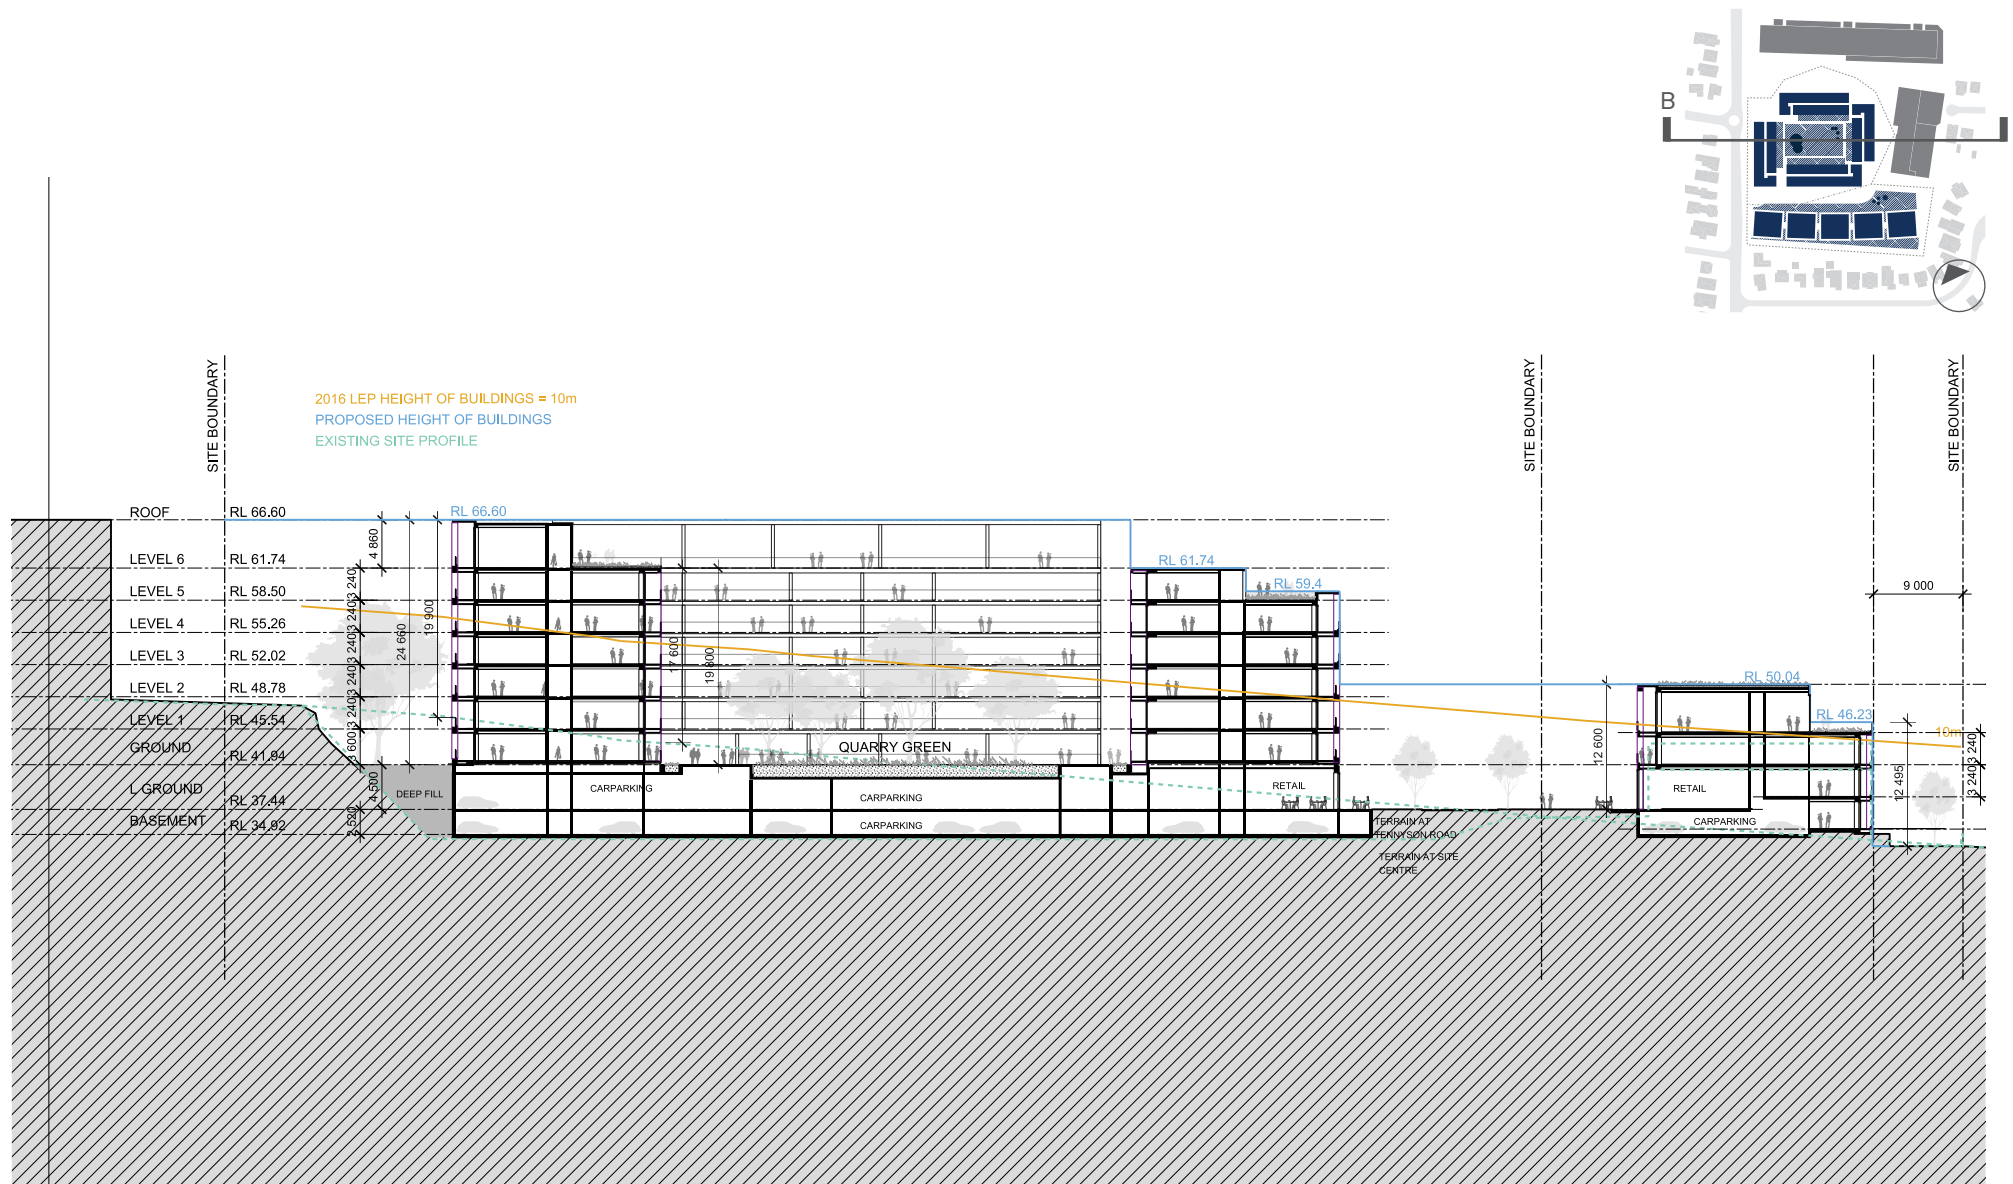 B
SITE BOUNDARY
SITE BOUNDARY
SITE BOUNDARY
2016 LEP HEIGHT OF BUILDINGS = 10m
PROPOSED HEIGHT OF BUILDINGS
EXISTING SITE PROFILE
ROOF RL 66.60
RL 66.60
LEVEL 6 RL 61.74
LEVEL 5 RL 58.50
LEVEL 4 RL 55.26
LEVEL 3 RL 52.02
LEVEL 2 RL 48.78
LEVEL 1 RL 45.54
GROUND RL 41.94
L GROUND RL 37.44
BASEMENT RL 34.92
4 860
3 240
3 240
3 240
3 240
3 240
3 600
4 500
2 520
24 660
19 900
17 600
19 800
RL 61.74
RL 59.4
RL 50.04
RL 46.23
10m
9 000
12 600
12 495
3 240
3 240
QUARRY GREEN
DEEP FILL
CARPARKING
CARPARKING
CARPARKING
RETAIL
TERRAIN AT
TENNYSON ROAD
TERRAIN AT SITE
CENTRE
RETAIL
CARPARKING